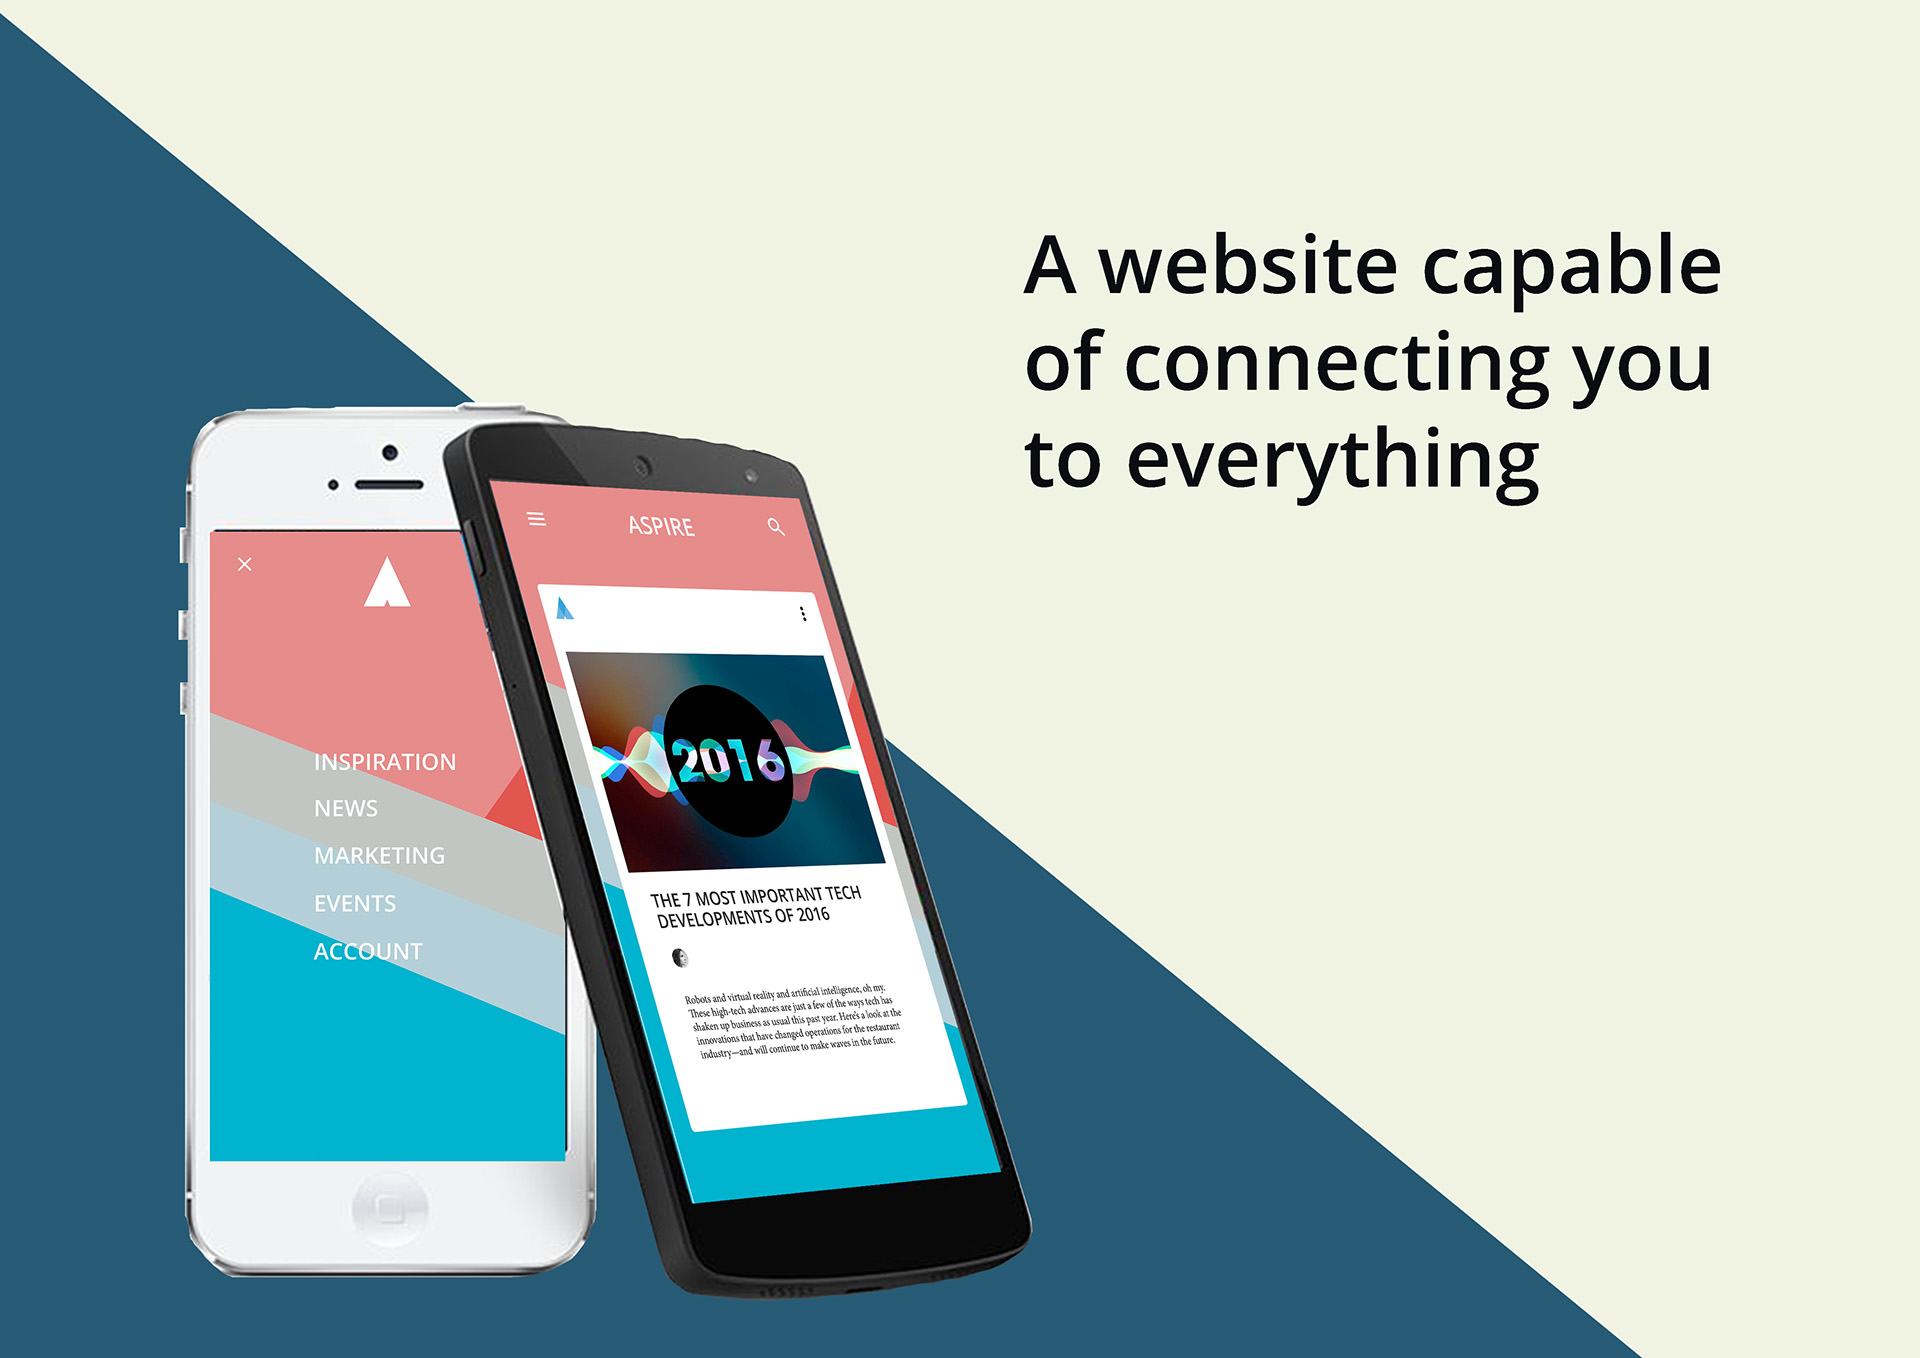 A website capable
of connecting you
to everything
INSPIRATION
NEWS
MARKETING
EVENTS
ACCOUNT
ASPIRE
2016
THE 7 MOST IMPORTANT TECH
DEVELOPMENTS OF 2016
Robots and virtual reality and artificial intelligence, oh my.
These high-tech advances are just a few of the ways tech has
shaken up business as usual this past year. Here's a look at the
innovations that have changed operations for the restaurant
industry—and will continue to make waves in the future.